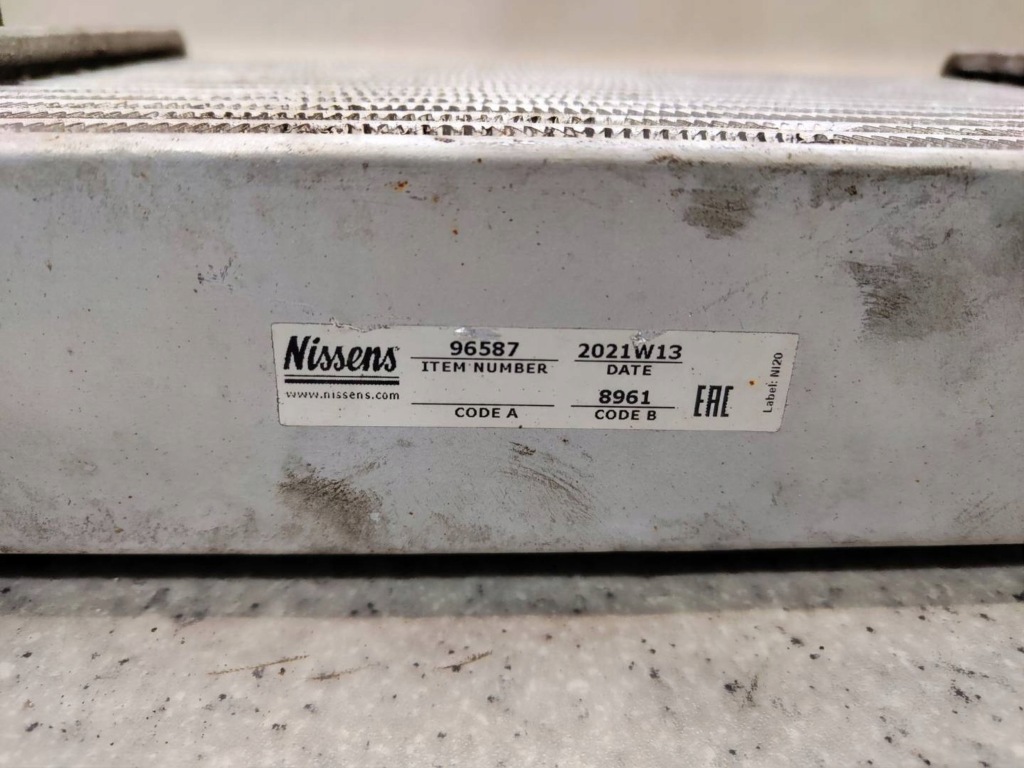 Nissens
www.nissens.com
96587
ITEM NUMBER
2021W13
DATE
CODE A
8961
CODE B
EAC
Label: NI20